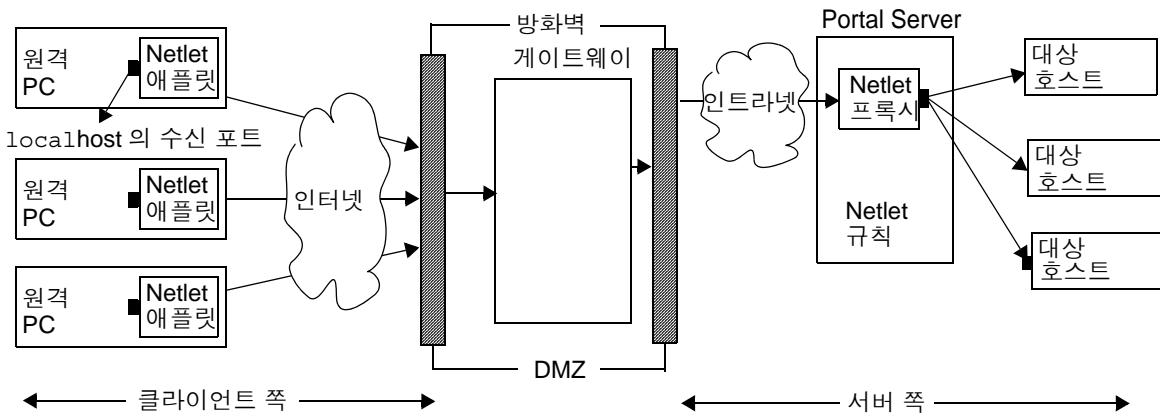 원격
PC
Netlet
애플릿
localhost 의 수신 포트
원격
PC
Netlet
애플릿
원격
PC
Netlet
애플릿
인터넷
방화벽
게이트웨이
DMZ
인트라넷
Portal Server
Netlet
프록시
Netlet
규칙
대상
호스트
대상
호스트
대상
호스트
클라이언트 쪽
서버 쪽